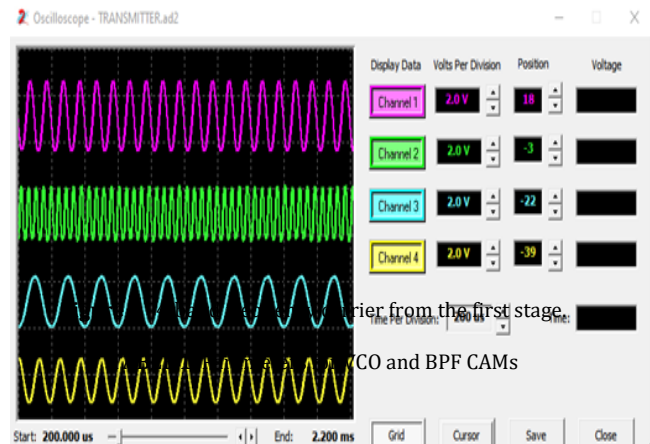 Oscilloscope - TRANSMITTER.ad2
Display Data Volts Per Division Position Voltage
Channel 1 2.0 V 18
Channel 2 2.0 V -3
Channel 3 2.0 V -22
Channel 4 2.0 V -39
from the first stage.
Time Per Division: 200 us Time:
VCO and BPF CAMs
Start: 200.000 us End: 2.200 ms Grid Cursor Save Close